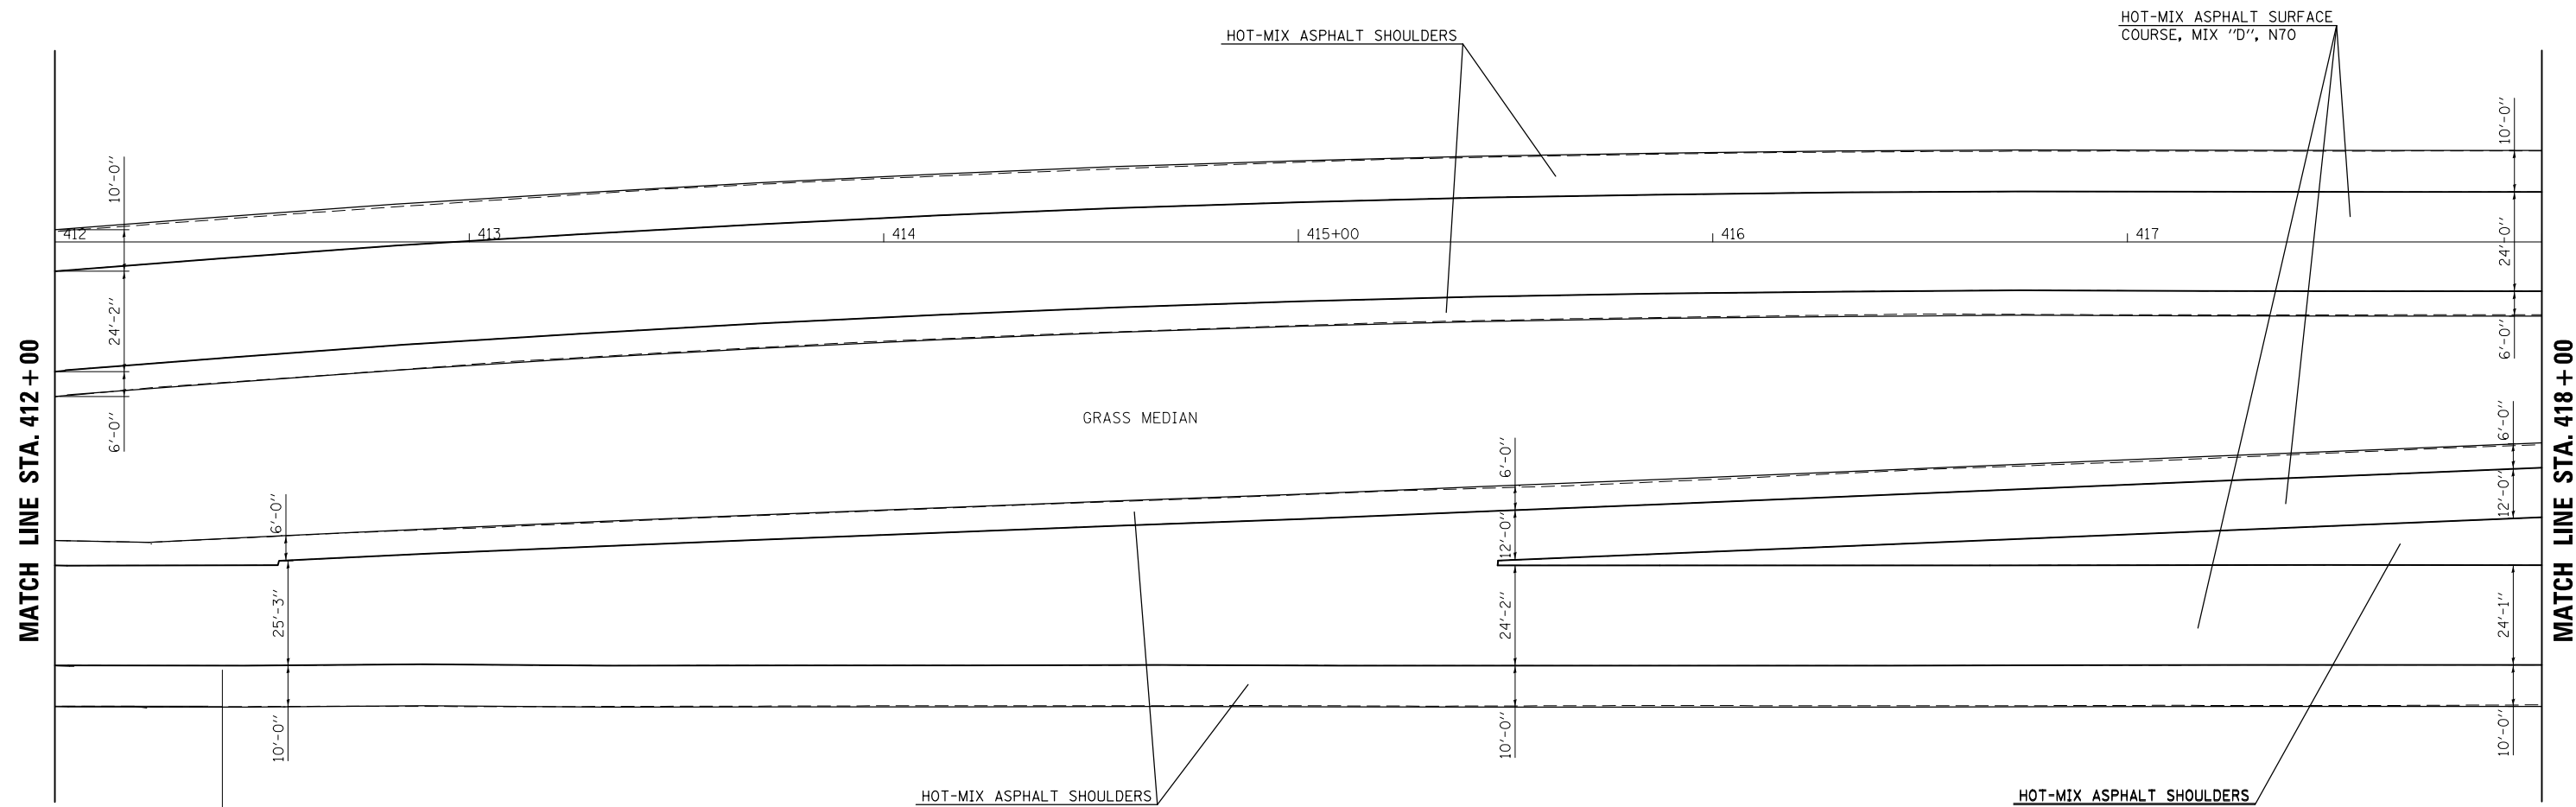 HOT-MIX ASPHALT SURFACE
COURSE, MIX "D", N70
HOT-MIX ASPHALT SHOULDERS
10'-0"
10'-0"
412
413
414
415+00
416
417
24'-0"
24'-2"
6'-0"
6'-0"
MATCH LINE STA. 412+00
MATCH LINE STA. 418+00
GRASS MEDIAN
6'-0"
6'-0"
6'-0"
12'-0"
12'-0"
25'-3"
24'-2"
24'-1"
10'-0"
10'-0"
10'-0"
HOT-MIX ASPHALT SHOULDERS
HOT-MIX ASPHALT SHOULDERS